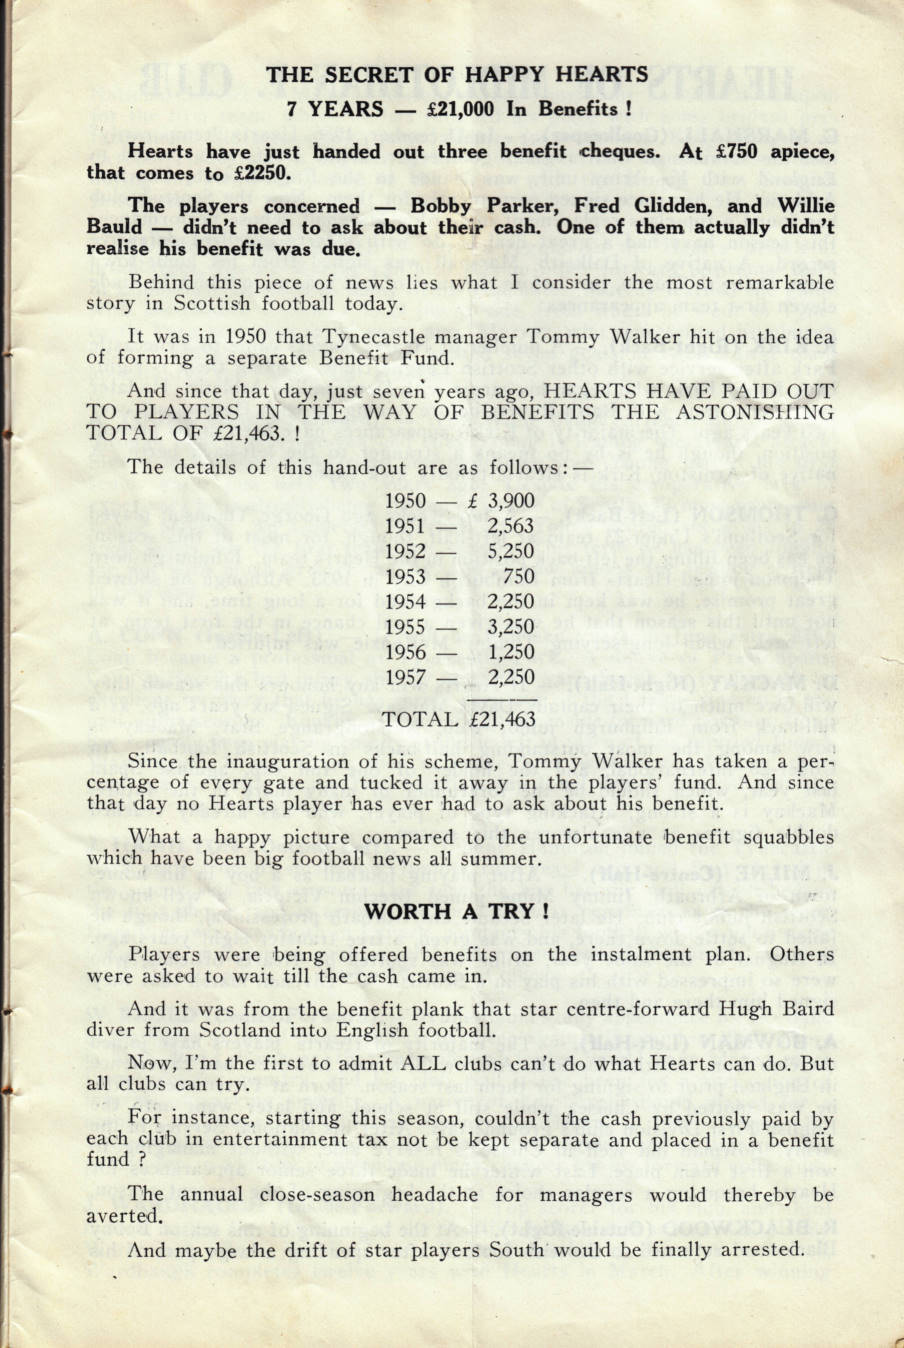 THE SECRET OF HAPPY HEARTS
7 YEARS — £21,000 In Benefits !
Hearts have just handed out three benefit cheques. At £750 apiece,
that comes to £2250.
The players concerned — Bobby Parker, Fred Glidden, and Willie
Bauld — didn't need to ask about their cash. One of them actually didn't
realise his benefit was due.
Behind this piece of news lies what I consider the most remarkable
story in Scottish football today.
It was in 1950 that Tynecastle manager Tommy Walker hit on the idea
of forming a separate Benefit Fund.
And since that day, just seven years ago, HEARTS HAVE PAID OUT
TO PLAYERS IN THE WAY OF BENEFITS THE ASTONISHING
TOTAL OF £21,463. !
The details of this hand-out are as follows: —
1950 — £ 3,900
1951 — 2,563
1952 — 5,250
1953 — 750
1954 — 2,250
1955 — 3,250
1956 — 1,250
1957 — 2,250
TOTAL £21,463
Since the inauguration of his scheme, Tommy Walker has taken a per-
centage of every gate and tucked it away in the players' fund. And since
that day no Hearts player has ever had to ask about his benefit.
What a happy picture compared to the unfortunate benefit squabbles
which have been big football news all summer.
WORTH A TRY !
Players were being offered benefits on the instalment plan. Others
were asked to wait till the cash came in.
And it was from the benefit plank that star centre-forward Hugh Baird
diver from Scotland into English football.
Now, I'm the first to admit ALL clubs can't do what Hearts can do. But
all clubs can try.
For instance, starting this season, couldn't the cash previously paid by
each club in entertainment tax not be kept separate and placed in a benefit
fund ?
The annual close-season headache for managers would thereby be
averted.
And maybe the drift of star players South would be finally arrested.